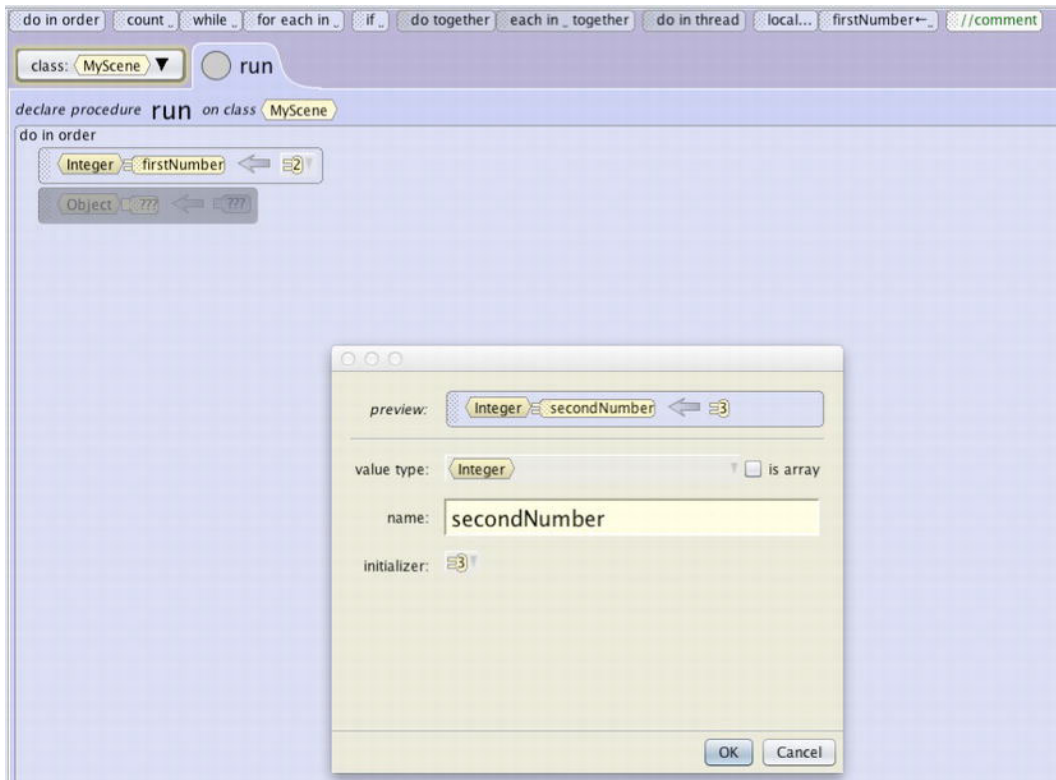 do in order count _ while _ for each in _ if _ do together each in _ together do in thread local... firstNumber←_ //comment
class: MyScene ▼ run
declare procedure run on class MyScene
do in order
Integer firstNumber 2
Object ??? ???
preview: Integer secondNumber 3
value type: Integer is array
name: secondNumber
initializer: 3
OK Cancel